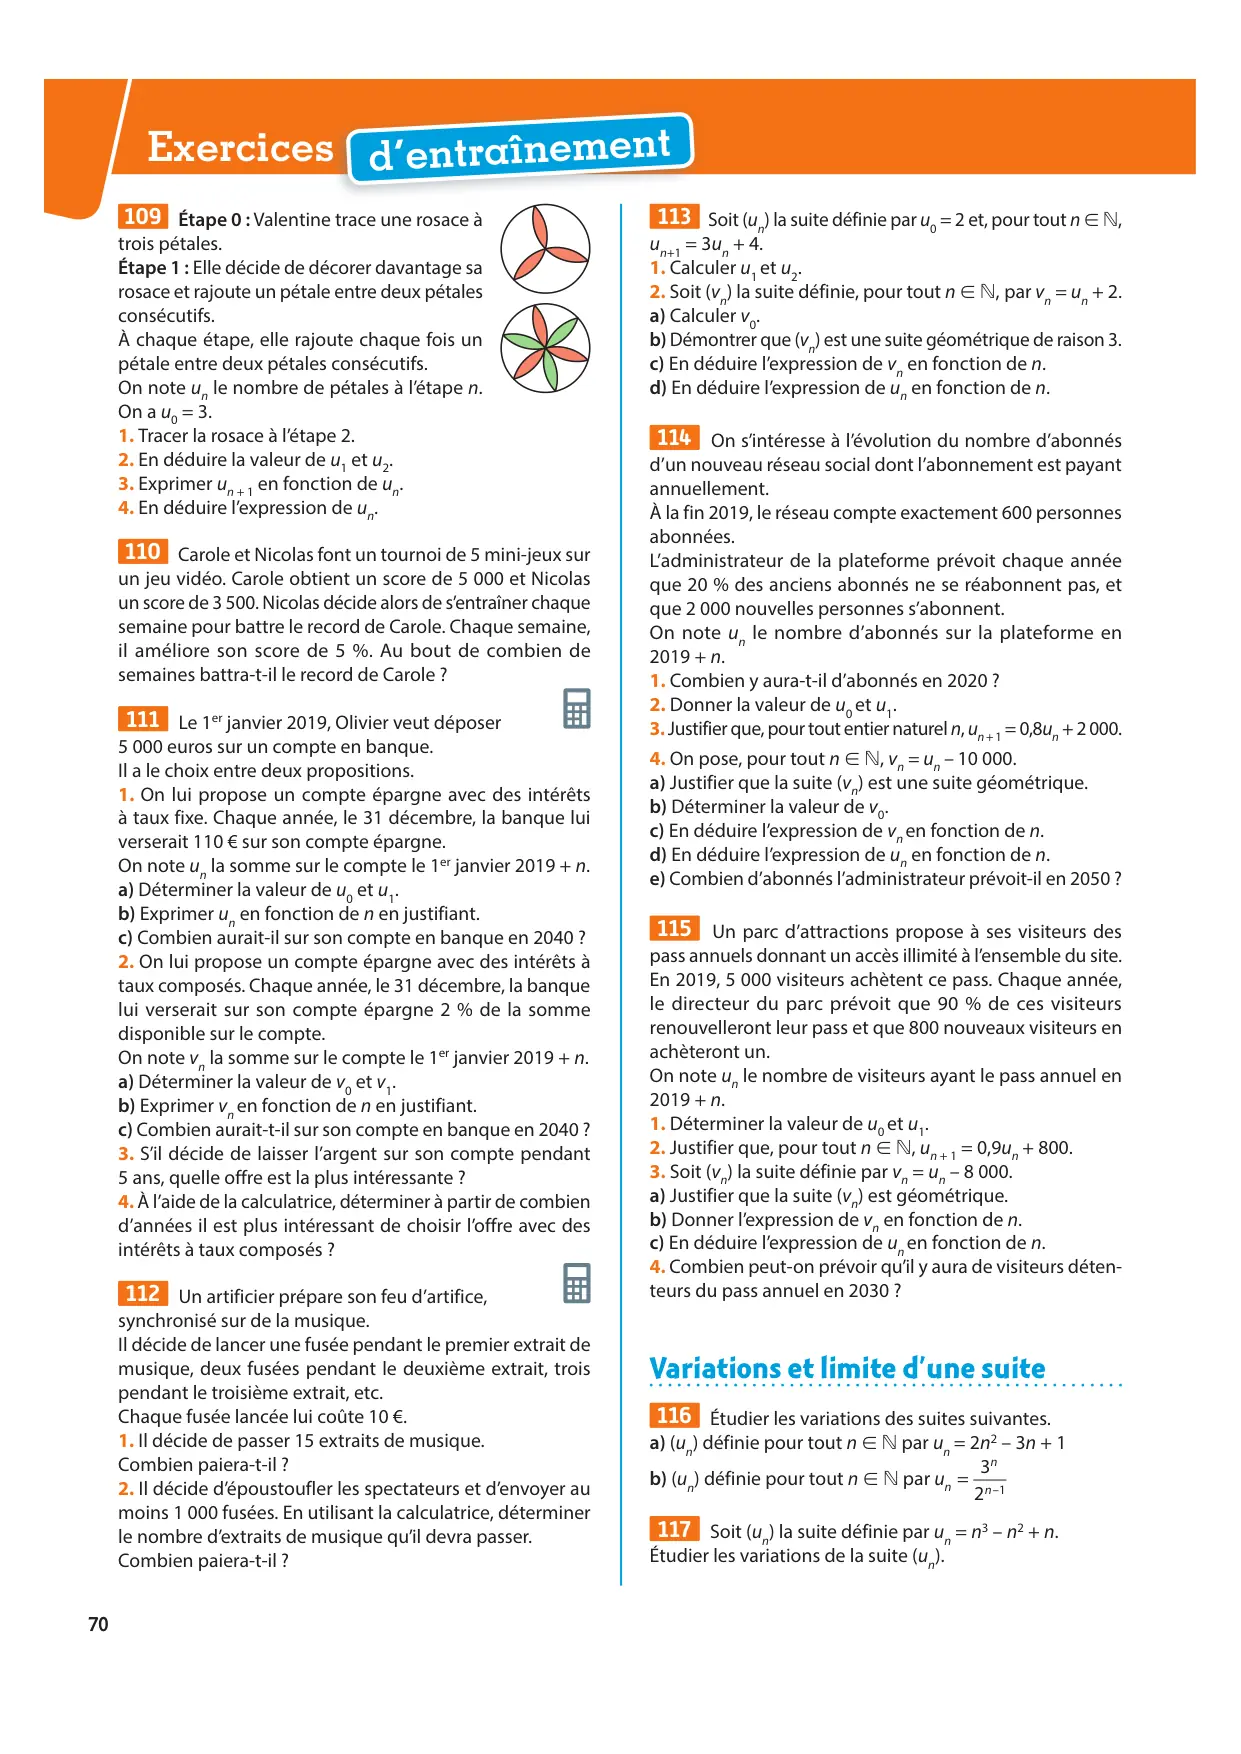 Exercices d’entraînement
109 Étape 0 : Valentine trace une rosace à
trois pétales.
Étape 1 : Elle décide de décorer davantage sa
rosace et rajoute un pétale entre deux pétales
consécutifs.
À chaque étape, elle rajoute chaque fois un
pétale entre deux pétales consécutifs.
On note uₙ le nombre de pétales à l’étape n.
On a u₀ = 3.
1. Tracer la rosace à l’étape 2.
2. En déduire la valeur de u₁ et u₂.
3. Exprimer uₙ₊₁ en fonction de uₙ.
4. En déduire l’expression de uₙ.
110 Carole et Nicolas font un tournoi de 5 mini-jeux sur
un jeu vidéo. Carole obtient un score de 5 000 et Nicolas
un score de 3 500. Nicolas décide alors de s’entraîner chaque
semaine pour battre le record de Carole. Chaque semaine,
il améliore son score de 5 %. Au bout de combien de
semaines battra-t-il le record de Carole ?
111 Le 1er janvier 2019, Olivier veut déposer
5 000 euros sur un compte en banque.
Il a le choix entre deux propositions.
1. On lui propose un compte épargne avec des intérêts
à taux fixe. Chaque année, le 31 décembre, la banque lui
verserait 110 € sur son compte épargne.
On note uₙ la somme sur le compte le 1er janvier 2019 + n.
a) Déterminer la valeur de u₀ et u₁.
b) Exprimer uₙ en fonction de n en justifiant.
c) Combien aurait-il sur son compte en banque en 2040 ?
2. On lui propose un compte épargne avec des intérêts à
taux composés. Chaque année, le 31 décembre, la banque
lui verserait sur son compte épargne 2 % de la somme
disponible sur le compte.
On note vₙ la somme sur le compte le 1er janvier 2019 + n.
a) Déterminer la valeur de v₀ et v₁.
b) Exprimer vₙ en fonction de n en justifiant.
c) Combien aurait-t-il sur son compte en banque en 2040 ?
3. S’il décide de laisser l’argent sur son compte pendant
5 ans, quelle offre est la plus intéressante ?
4. À l’aide de la calculatrice, déterminer à partir de combien
d’années il est plus intéressant de choisir l’offre avec des
intérêts à taux composés ?
112 Un artificier prépare son feu d’artifice,
synchronisé sur de la musique.
Il décide de lancer une fusée pendant le premier extrait de
musique, deux fusées pendant le deuxième extrait, trois
pendant le troisième extrait, etc.
Chaque fusée lancée lui coûte 10 €.
1. Il décide de passer 15 extraits de musique.
Combien paiera-t-il ?
2. Il décide d’époustoufler les spectateurs et d’envoyer au
moins 1 000 fusées. En utilisant la calculatrice, déterminer
le nombre d’extraits de musique qu’il devra passer.
Combien paiera-t-il ?
113 Soit (uₙ) la suite définie par u₀ = 2 et, pour tout n ∈ ℕ,
uₙ₊₁ = 3uₙ + 4.
1. Calculer u₁ et u₂.
2. Soit (vₙ) la suite définie, pour tout n ∈ ℕ, par vₙ = uₙ + 2.
a) Calculer v₀.
b) Démontrer que (vₙ) est une suite géométrique de raison 3.
c) En déduire l’expression de vₙ en fonction de n.
d) En déduire l’expression de uₙ en fonction de n.
114 On s’intéresse à l’évolution du nombre d’abonnés
d’un nouveau réseau social dont l’abonnement est payant
annuellement.
À la fin 2019, le réseau compte exactement 600 personnes
abonnées.
L’administrateur de la plateforme prévoit chaque année
que 20 % des anciens abonnés ne se réabonnent pas, et
que 2 000 nouvelles personnes s’abonnent.
On note uₙ le nombre d’abonnés sur la plateforme en
2019 + n.
1. Combien y aura-t-il d’abonnés en 2020 ?
2. Donner la valeur de u₀ et u₁.
3. Justifier que, pour tout entier naturel n, uₙ₊₁ = 0,8uₙ + 2 000.
4. On pose, pour tout n ∈ ℕ, vₙ = uₙ – 10 000.
a) Justifier que la suite (vₙ) est une suite géométrique.
b) Déterminer la valeur de v₀.
c) En déduire l’expression de vₙ en fonction de n.
d) En déduire l’expression de uₙ en fonction de n.
e) Combien d’abonnés l’administrateur prévoit-il en 2050 ?
115 Un parc d’attractions propose à ses visiteurs des
pass annuels donnant un accès illimité à l’ensemble du site.
En 2019, 5 000 visiteurs achètent ce pass. Chaque année,
le directeur du parc prévoit que 90 % de ces visiteurs
renouvelleront leur pass et que 800 nouveaux visiteurs en
achèteront un.
On note uₙ le nombre de visiteurs ayant le pass annuel en
2019 + n.
1. Déterminer la valeur de u₀ et u₁.
2. Justifier que, pour tout n ∈ ℕ, uₙ₊₁ = 0,9uₙ + 800.
3. Soit (vₙ) la suite définie par vₙ = uₙ – 8 000.
a) Justifier que la suite (vₙ) est géométrique.
b) Donner l’expression de vₙ en fonction de n.
c) En déduire l’expression de uₙ en fonction de n.
4. Combien peut-on prévoir qu’il y aura de visiteurs déten-
teurs du pass annuel en 2030 ?
Variations et limite d’une suite
116 Étudier les variations des suites suivantes.
a) (uₙ) définie pour tout n ∈ ℕ par uₙ = 2n² – 3n + 1
b) (uₙ) définie pour tout n ∈ ℕ par uₙ = 3ⁿ / 2ⁿ⁻¹
117 Soit (uₙ) la suite définie par uₙ = n³ – n² + n.
Étudier les variations de la suite (uₙ).
70